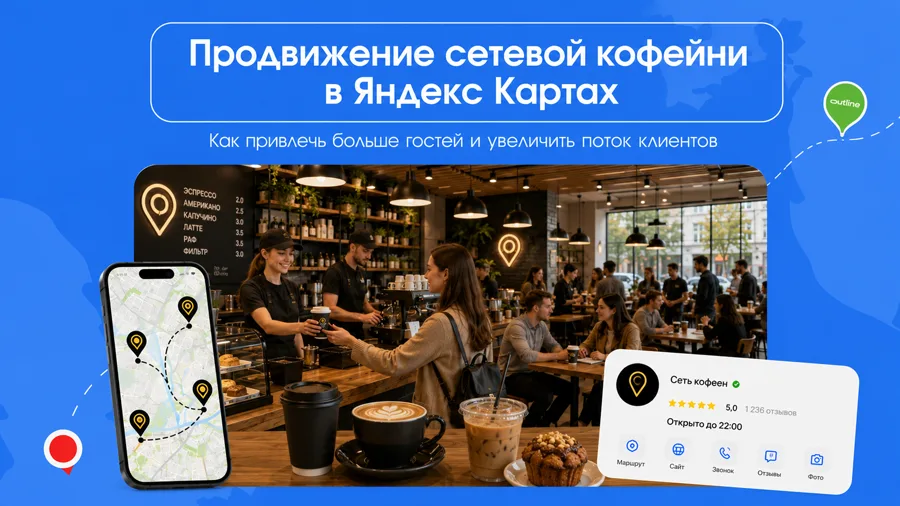 Продвижение сетевой кофейни
в Яндекс Картах
Как привлечь больше гостей и увеличить поток клиентов
outline
ЭСПРЕССО 2.0
АМЕРИКАНО 2.5
КАПУЧИНО 3.0
ЛАТТЕ 3.5
РАФ 3.5
ФИЛЬТР 3.0
Сеть кофеен
5,0 1 236 отзывов
Открыто до 22:00
Маршрут Сайт Звонок Отзывы Фото